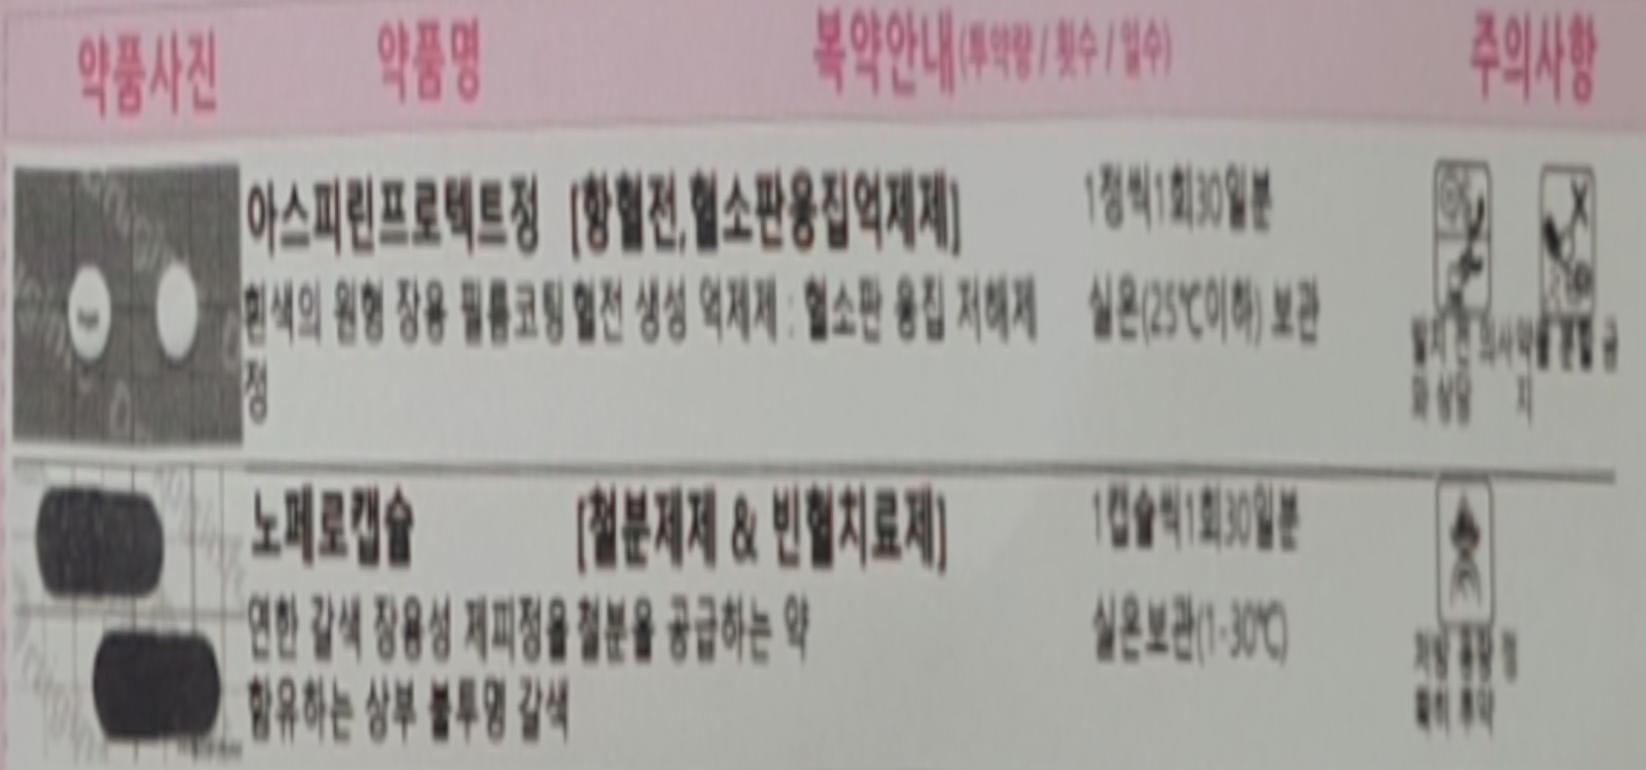 약품사진 약품명 복약안내(투약량 / 횟수 / 일수) 주의사항
아스피린프로텍트정 [항혈전,혈소판응집억제제] 1정씩1회30일분
흰색의 원형 장용 필름코팅 혈전 생성 억제제 : 혈소판 응집 저해제 실온(25℃이하) 보관
정
발치 전 의사약 물 분할 금
와 상담 지
노페로캡슐 [철분제제 & 빈혈치료제] 1캡슐씩1회30일분
연한 갈색 장용성 제피정을 철분을 공급하는 약 실온보관(1-30℃)
함유하는 상부 불투명 갈색